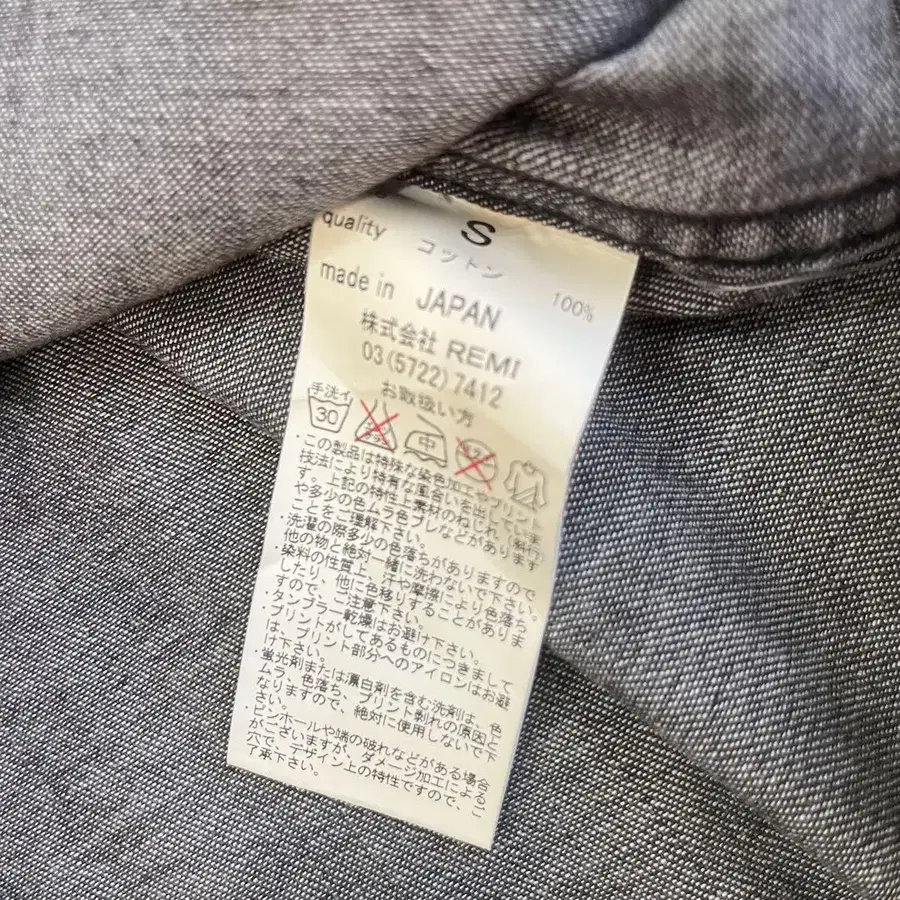 S
quality コットン 100%
made in JAPAN
株式会社 REMI
03(5722)7412
お取扱い方
手洗イ
30
中
・この製品は特殊な染色加工やプリント
技法により特有な風合いを出していま
す。上記の特性上素材のねじれ(斜行)
や多少の色ムラ色ブレなどがあります
ことをご理解下さい。
・洗濯の際多少の色落ちがありますので
他の物と絶対一緒に洗わないで下さい。
・染料の性質上、汗や摩擦により色落ち
したり、他に色移りすることがありま
すので、ご注意下さい。
・タンブラー乾燥はお避け下さい。
・プリントがしてあるものにつきまして
は、プリント部分へのアイロンはお避
け下さい。
・蛍光剤または漂白剤を含む洗剤は、色
ムラ、色落ち、プリント剥れの原因と
なりますので、絶対に使用しないで下
さい。
・ピンホールや端の破れなどがある場合
がございますが、ダメージ加工によるご
穴で、デザイン上の特性ですので、
了承下さい。